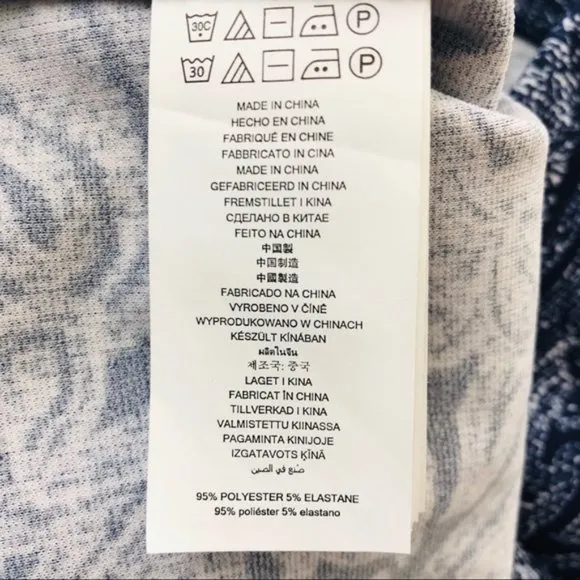 30C P
30 P
MADE IN CHINA
HECHO EN CHINA
FABRIQUÉ EN CHINE
FABBRICATO IN CINA
MADE IN CHINA
GEFABRICEERD IN CHINA
FREMSTILLET I KINA
СДЕЛАНО В КИТАЕ
FEITO NA CHINA
中国製
中国制造
中國製造
FABRICADO NA CHINA
VYROBENO V ČÍNĚ
WYPRODUKOWANO W CHINACH
KÉSZÜLT KÍNÁBAN
ผลิตในจีน
제조국: 중국
LAGET I KINA
FABRICAT ÎN CHINA
TILLVERKAD I KINA
VALMISTETTU KIINASSA
PAGAMINTA KINIJOJE
IZGATAVOTS ĶĪNĀ
صُنع في الصين
95% POLYESTER 5% ELASTANE
95% poliéster 5% elastano